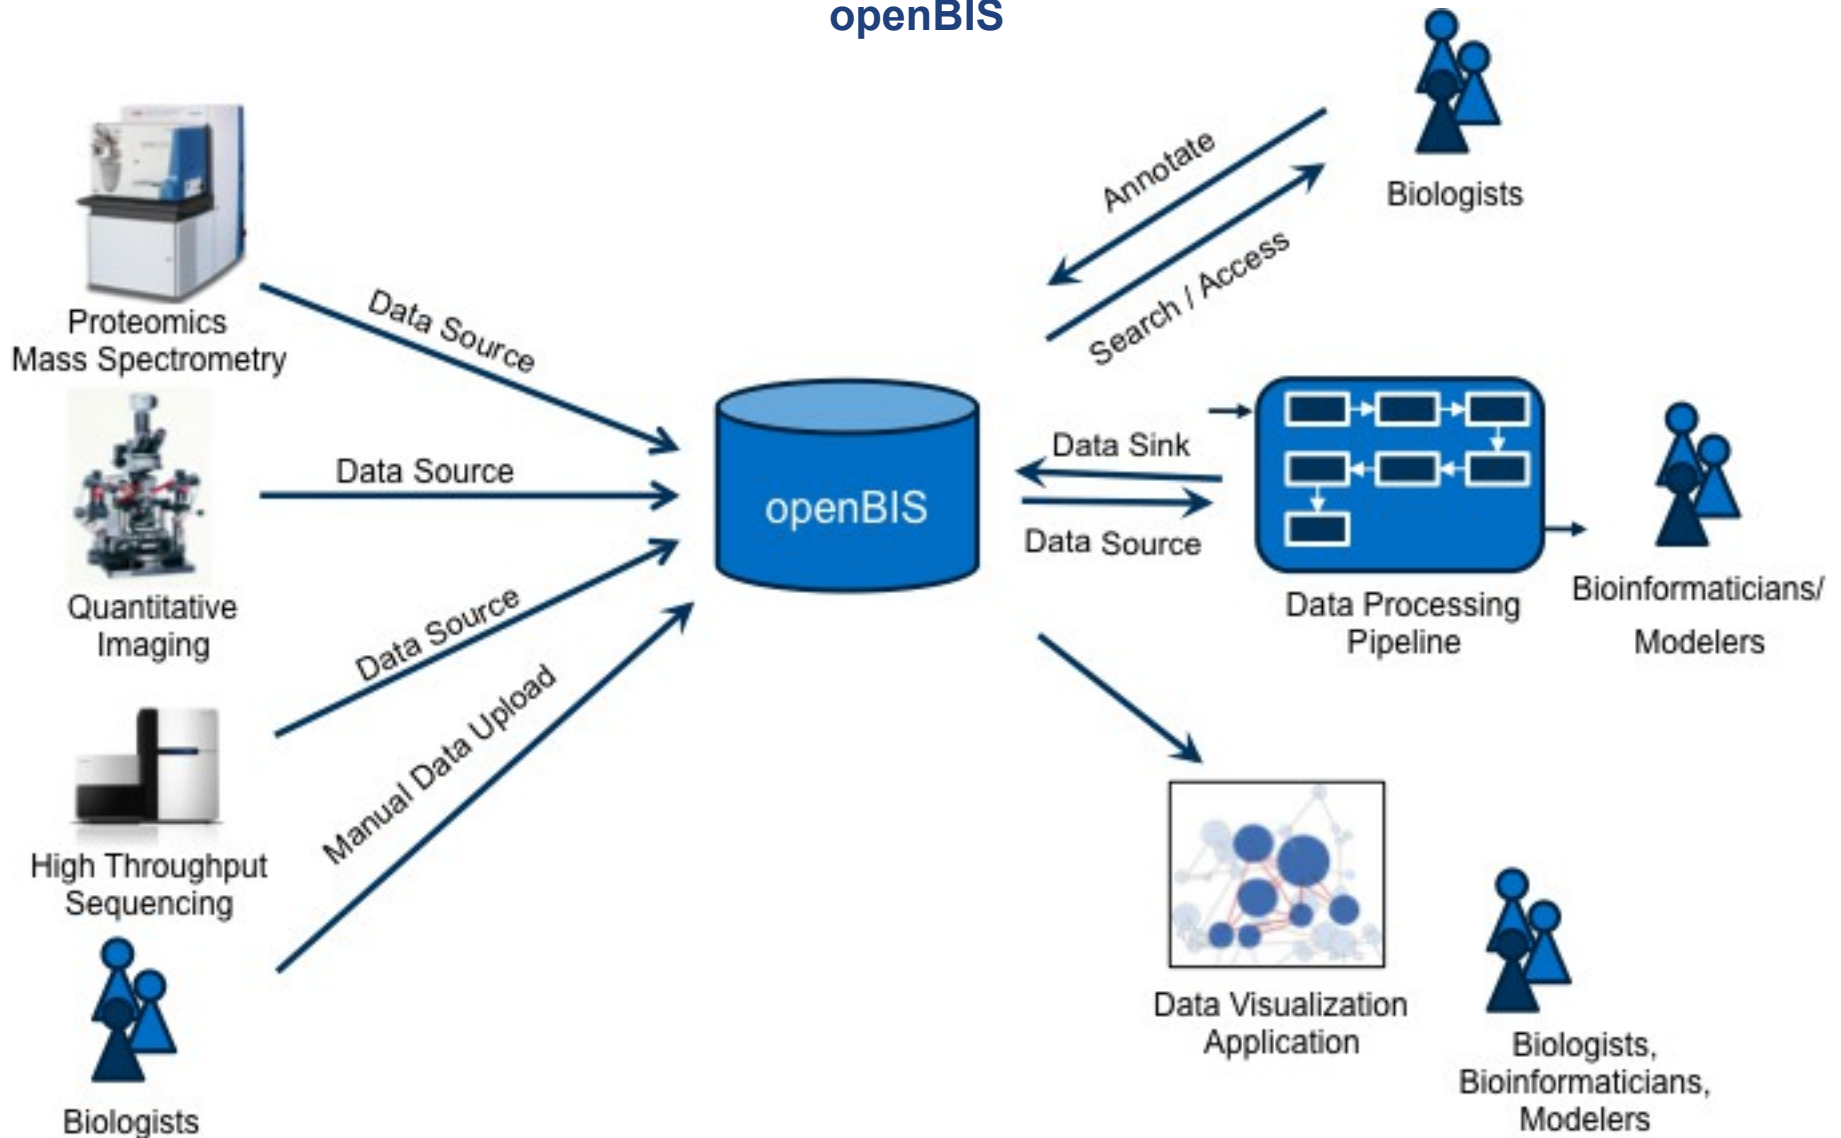 openBIS
Biologists
Annotate
Search / Access
Proteomics
Mass Spectrometry
Data Source
Quantitative
Imaging
Data Source
openBIS
Data Sink
Data Source
Data Processing
Pipeline
Bioinformaticians/
Modelers
High Throughput
Sequencing
Data Source
Manual Data Upload
Biologists
Data Visualization
Application
Biologists,
Bioinformaticians,
Modelers